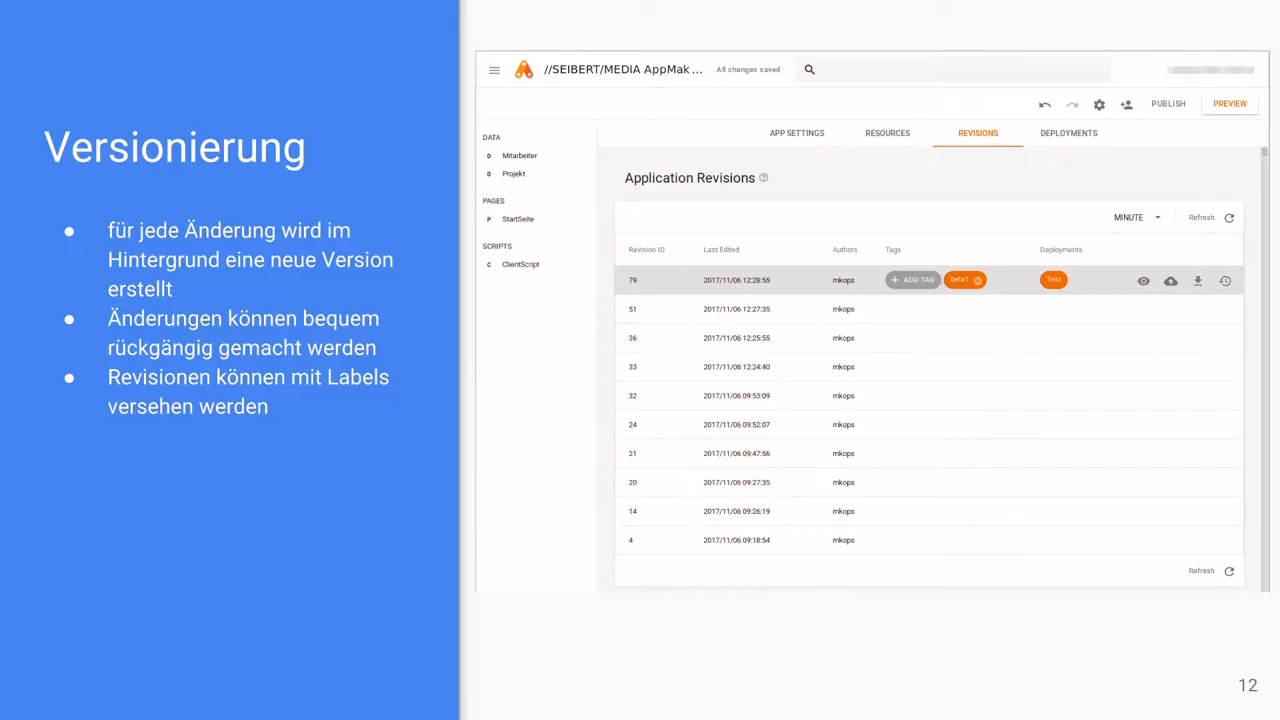 Versionierung
● für jede Änderung wird im
Hintergrund eine neue Version
erstellt
● Änderungen können bequem
rückgängig gemacht werden
● Revisionen können mit Labels
versehen werden
//SEIBERT/MEDIA AppMak ... All changes saved
PUBLISH PREVIEW
APP SETTINGS RESOURCES REVISIONS DEPLOYMENTS
DATA
D Mitarbeiter
D Projekt
PAGES
P StartSeite
SCRIPTS
C ClientScript
Application Revisions
MINUTE Refresh
Revision ID Last Edited Authors Tags Deployments
79 2017/11/06 12:28:55 mkops + ADD TAG beta1 Test
51 2017/11/06 12:27:35 mkops
36 2017/11/06 12:25:55 mkops
33 2017/11/06 12:24:40 mkops
32 2017/11/06 09:53:09 mkops
24 2017/11/06 09:52:07 mkops
21 2017/11/06 09:47:56 mkops
20 2017/11/06 09:27:35 mkops
14 2017/11/06 09:26:19 mkops
4 2017/11/06 09:18:54 mkops
Refresh
12